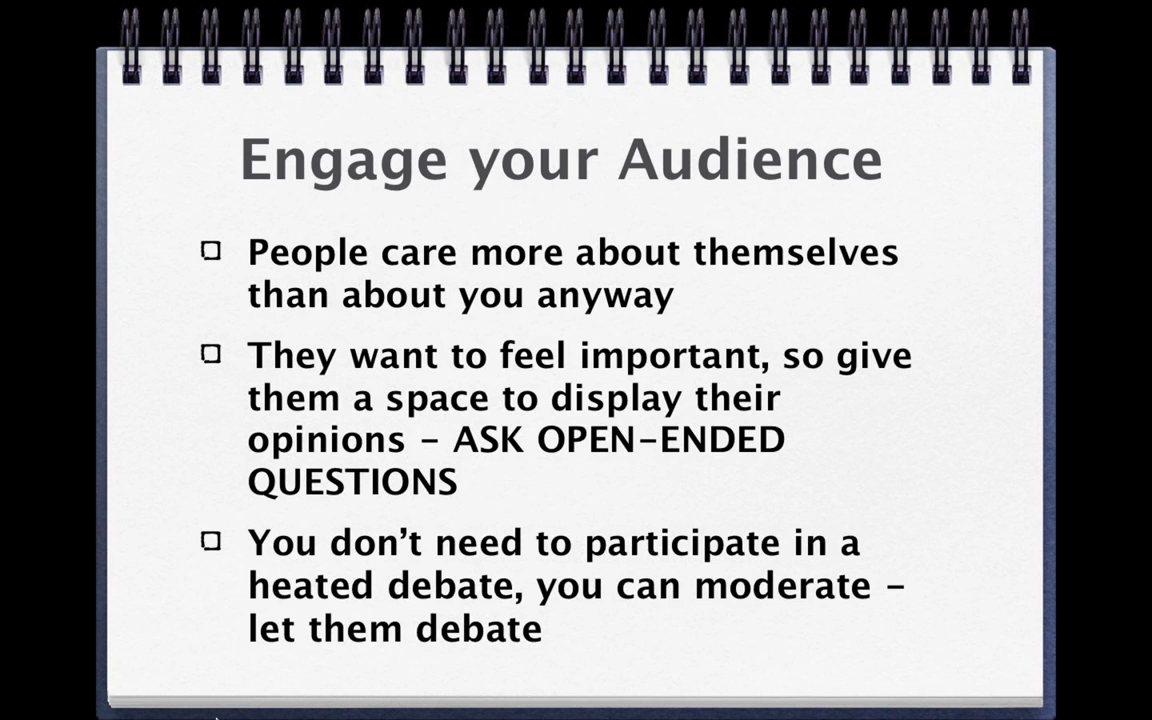 Engage your Audience
People care more about themselves
than about you anyway
They want to feel important, so give
them a space to display their
opinions - ASK OPEN-ENDED
QUESTIONS
You don’t need to participate in a
heated debate, you can moderate -
let them debate